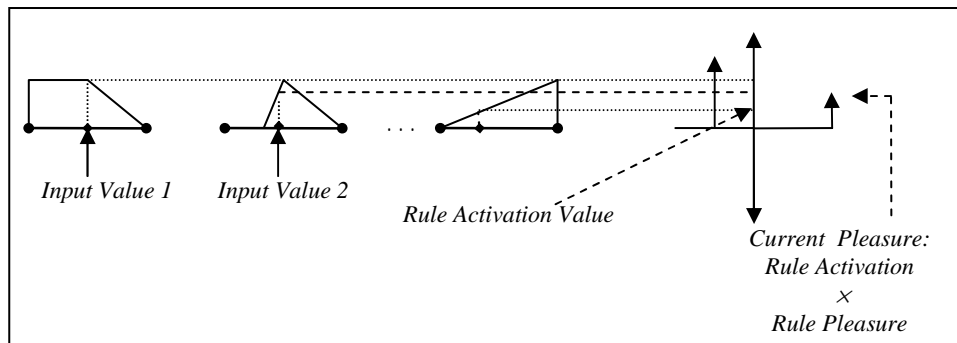 . . .
Input Value 1
Input Value 2
Rule Activation Value
Current Pleasure:
Rule Activation
×
Rule Pleasure